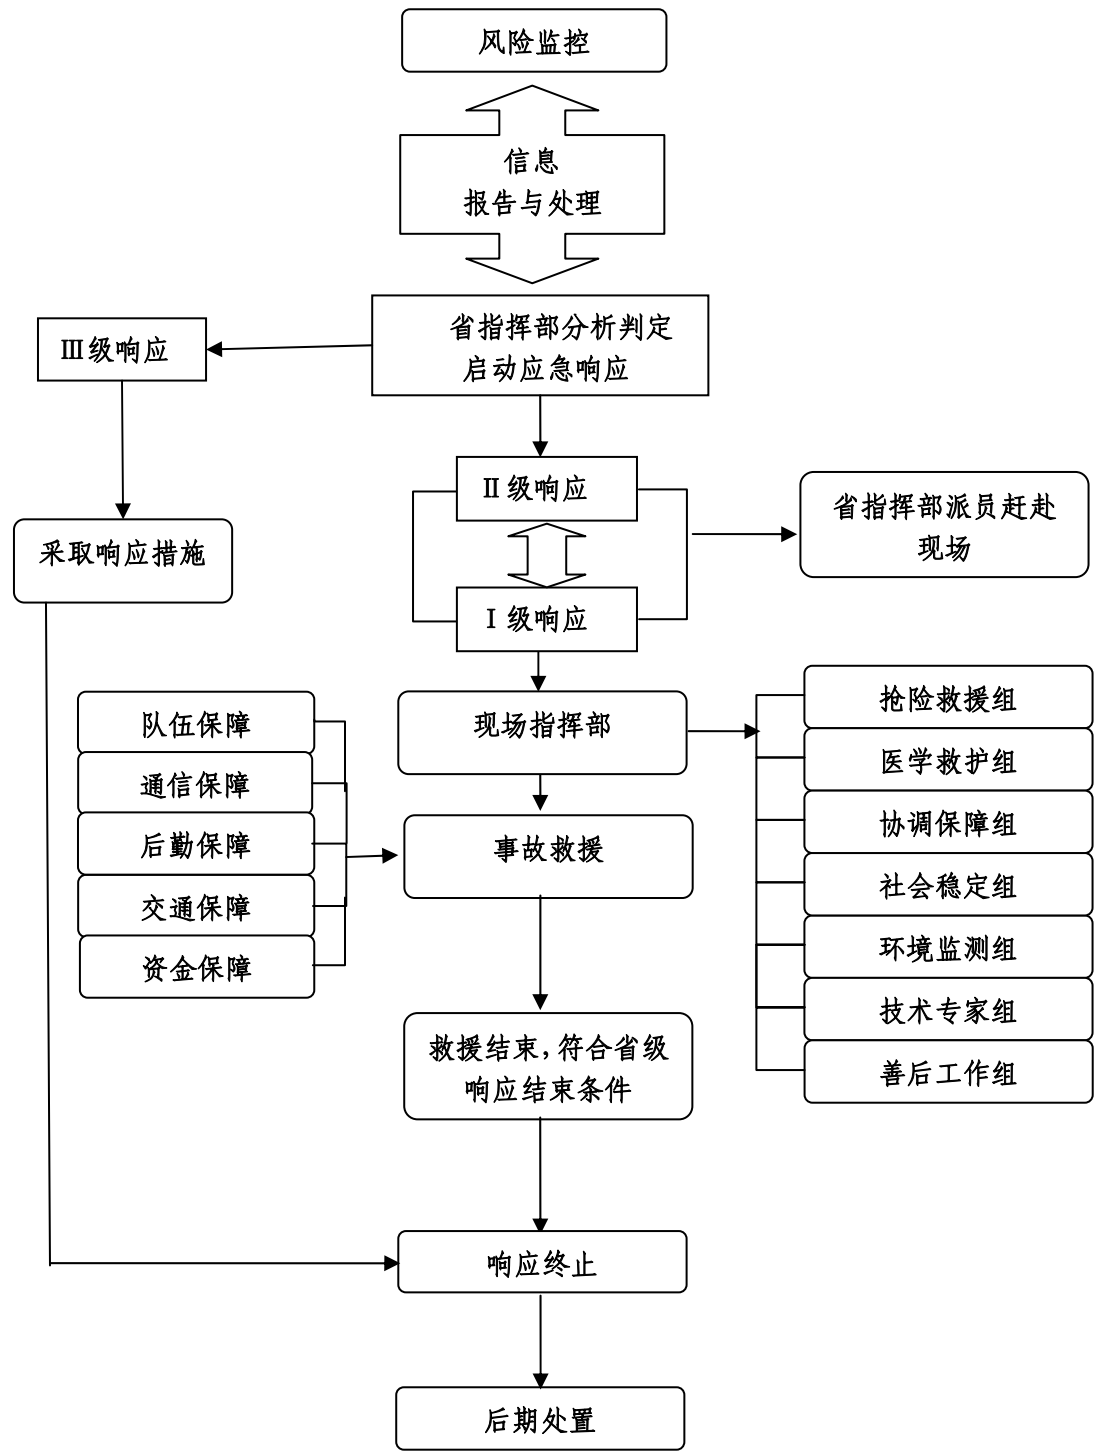 风险监控
信息
报告与处理
省指挥部分析判定
启动应急响应
Ⅲ级响应
Ⅱ级响应
省指挥部派员赶赴
现场
采取响应措施
Ⅰ级响应
现场指挥部
抢险救援组
医学救护组
协调保障组
社会稳定组
环境监测组
技术专家组
善后工作组
队伍保障
通信保障
后勤保障
交通保障
资金保障
事故救援
救援结束,符合省级
响应结束条件
响应终止
后期处置